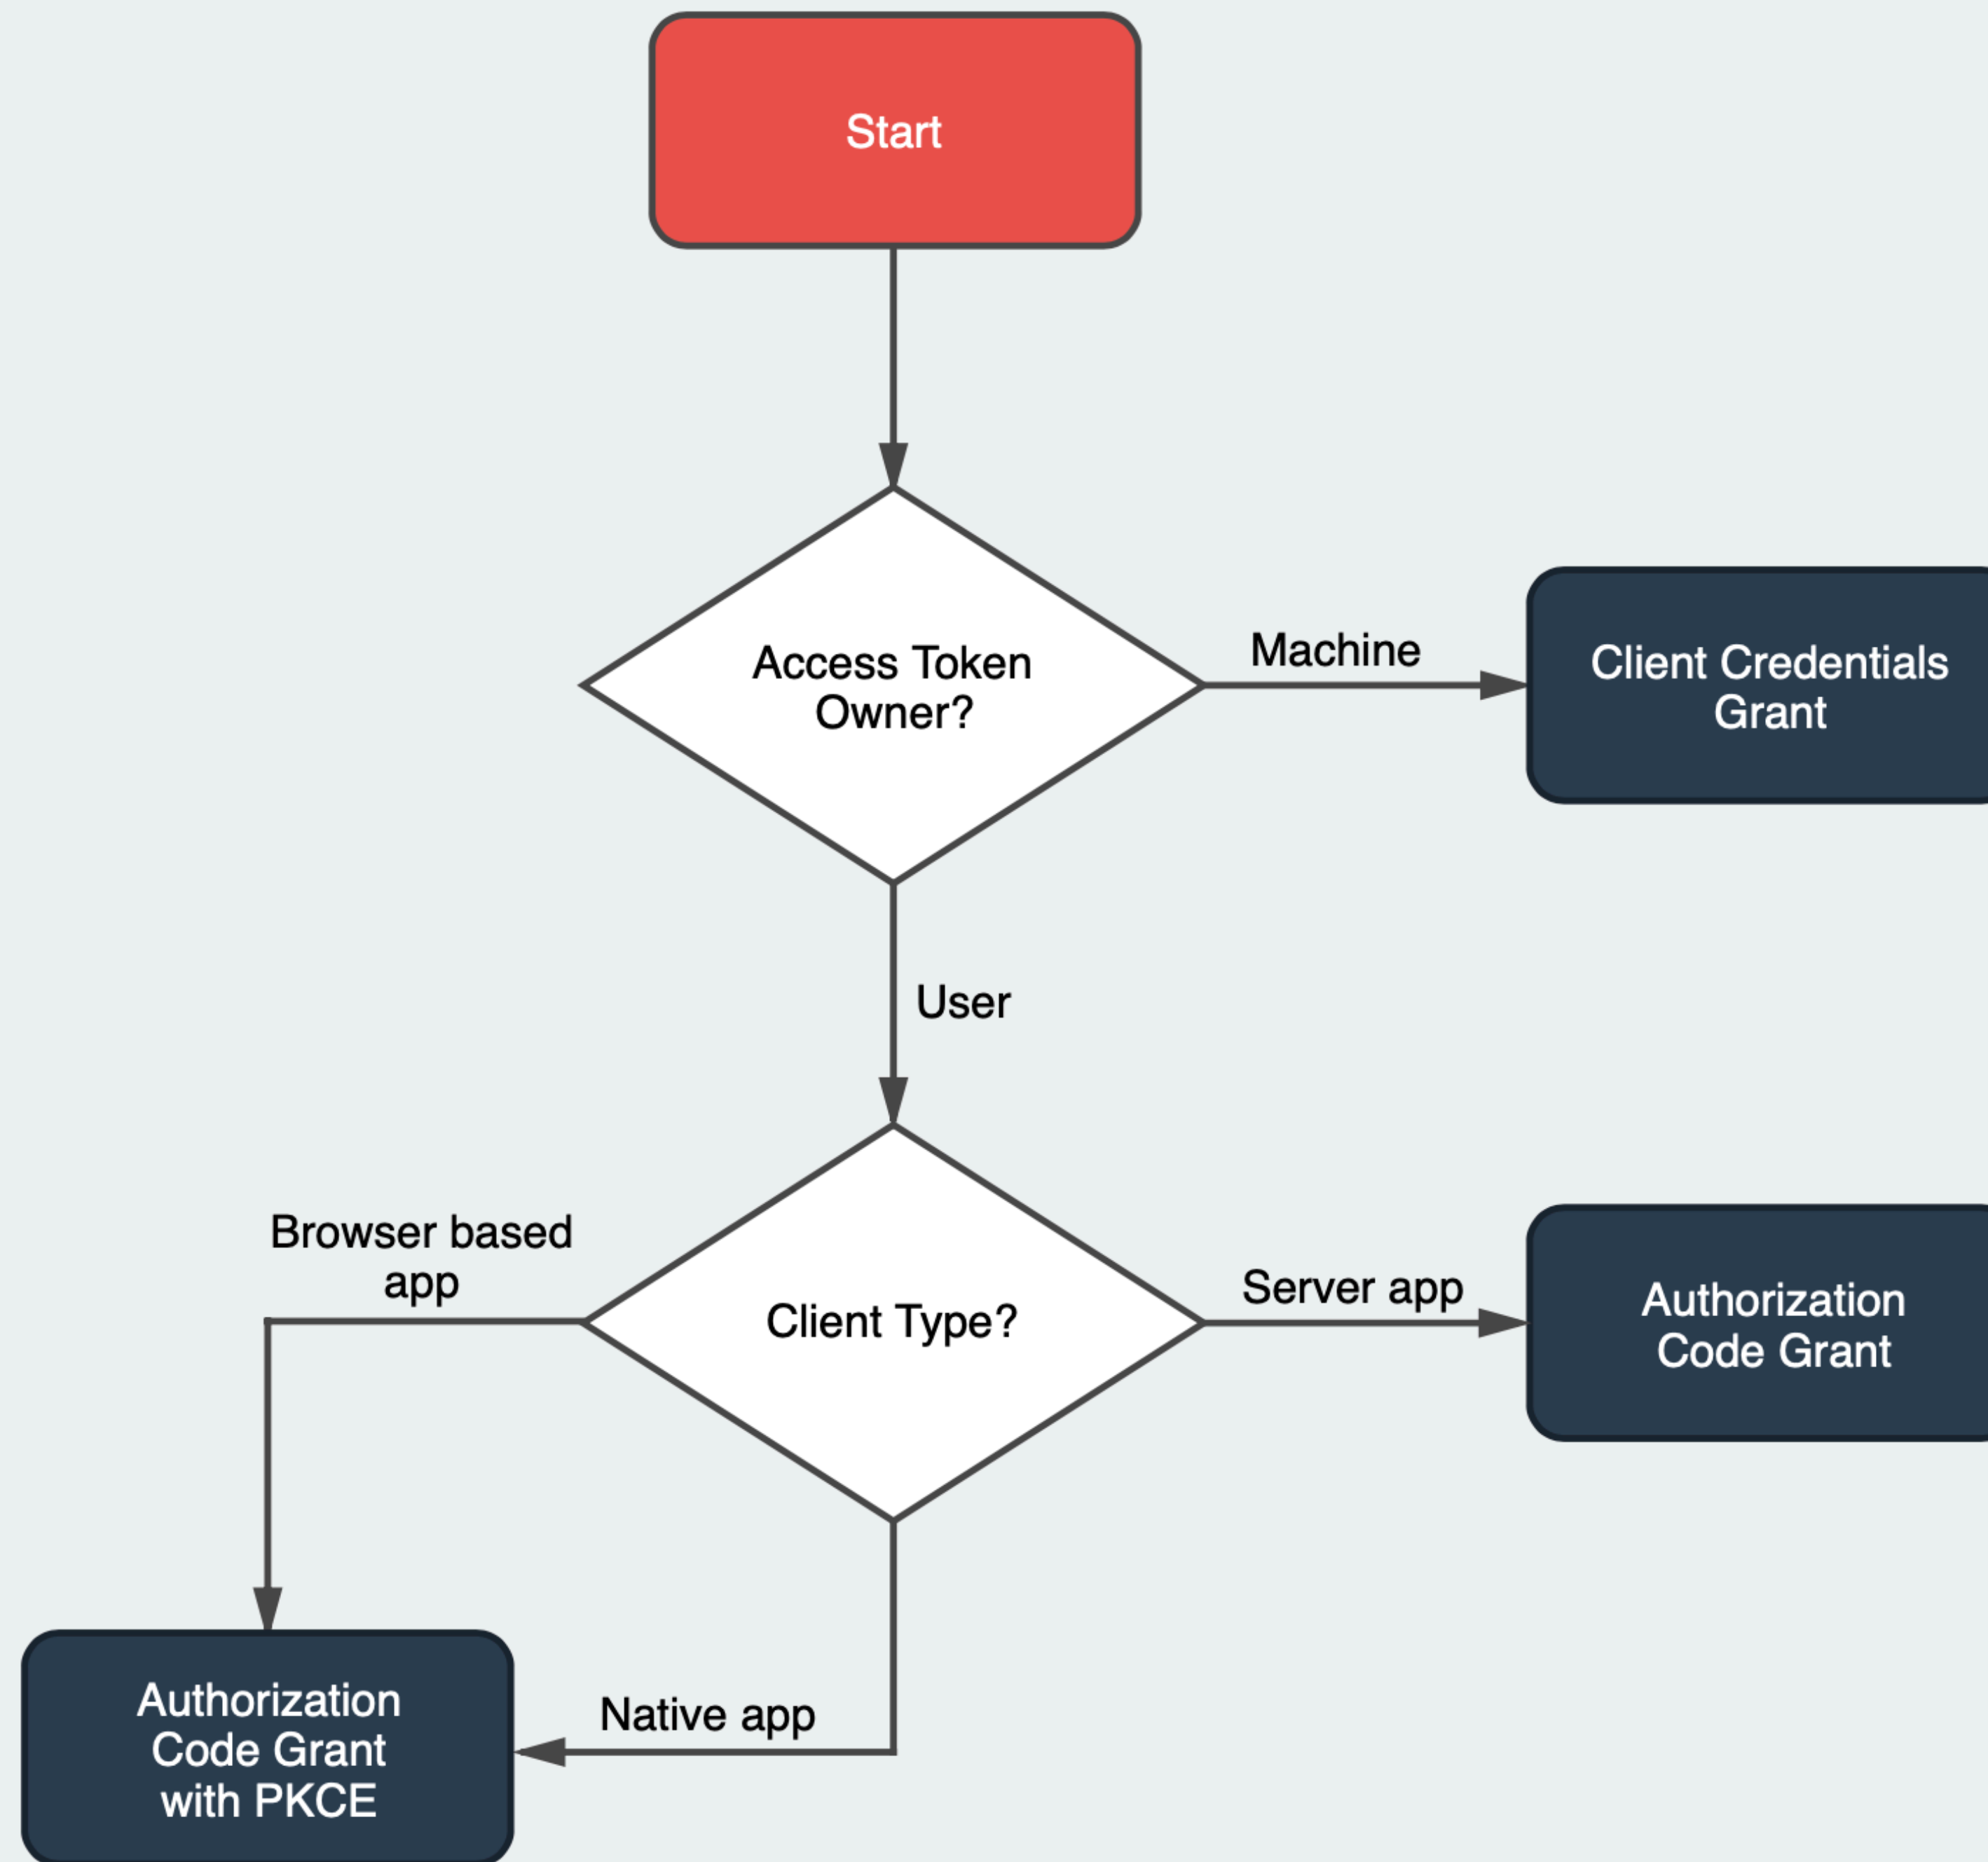 Start
Access Token
Owner?
Machine
Client Credentials
Grant
User
Browser based
app
Client Type?
Server app
Authorization
Code Grant
Native app
Authorization
Code Grant
with PKCE